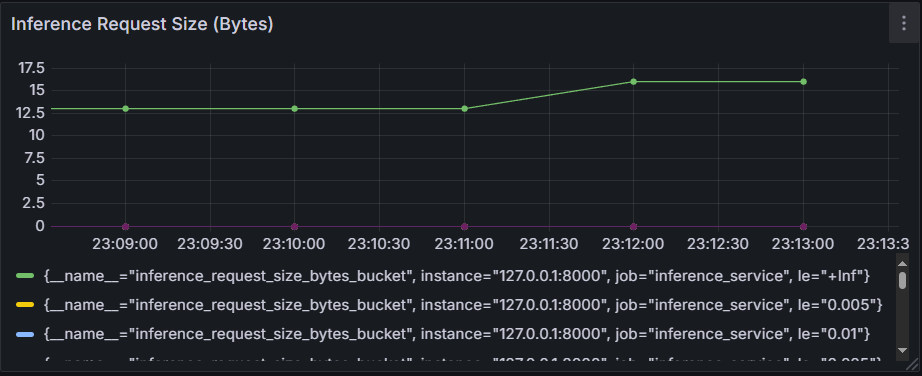 Inference Request Size (Bytes)
17.5
15
12.5
10
7.5
5
2.5
0
23:09:00 23:09:30 23:10:00 23:10:30 23:11:00 23:11:30 23:12:00 23:12:30 23:13:00 23:13:3
{__name__="inference_request_size_bytes_bucket", instance="127.0.0.1:8000", job="inference_service", le="+Inf"}
{__name__="inference_request_size_bytes_bucket", instance="127.0.0.1:8000", job="inference_service", le="0.005"}
{__name__="inference_request_size_bytes_bucket", instance="127.0.0.1:8000", job="inference_service", le="0.01"}